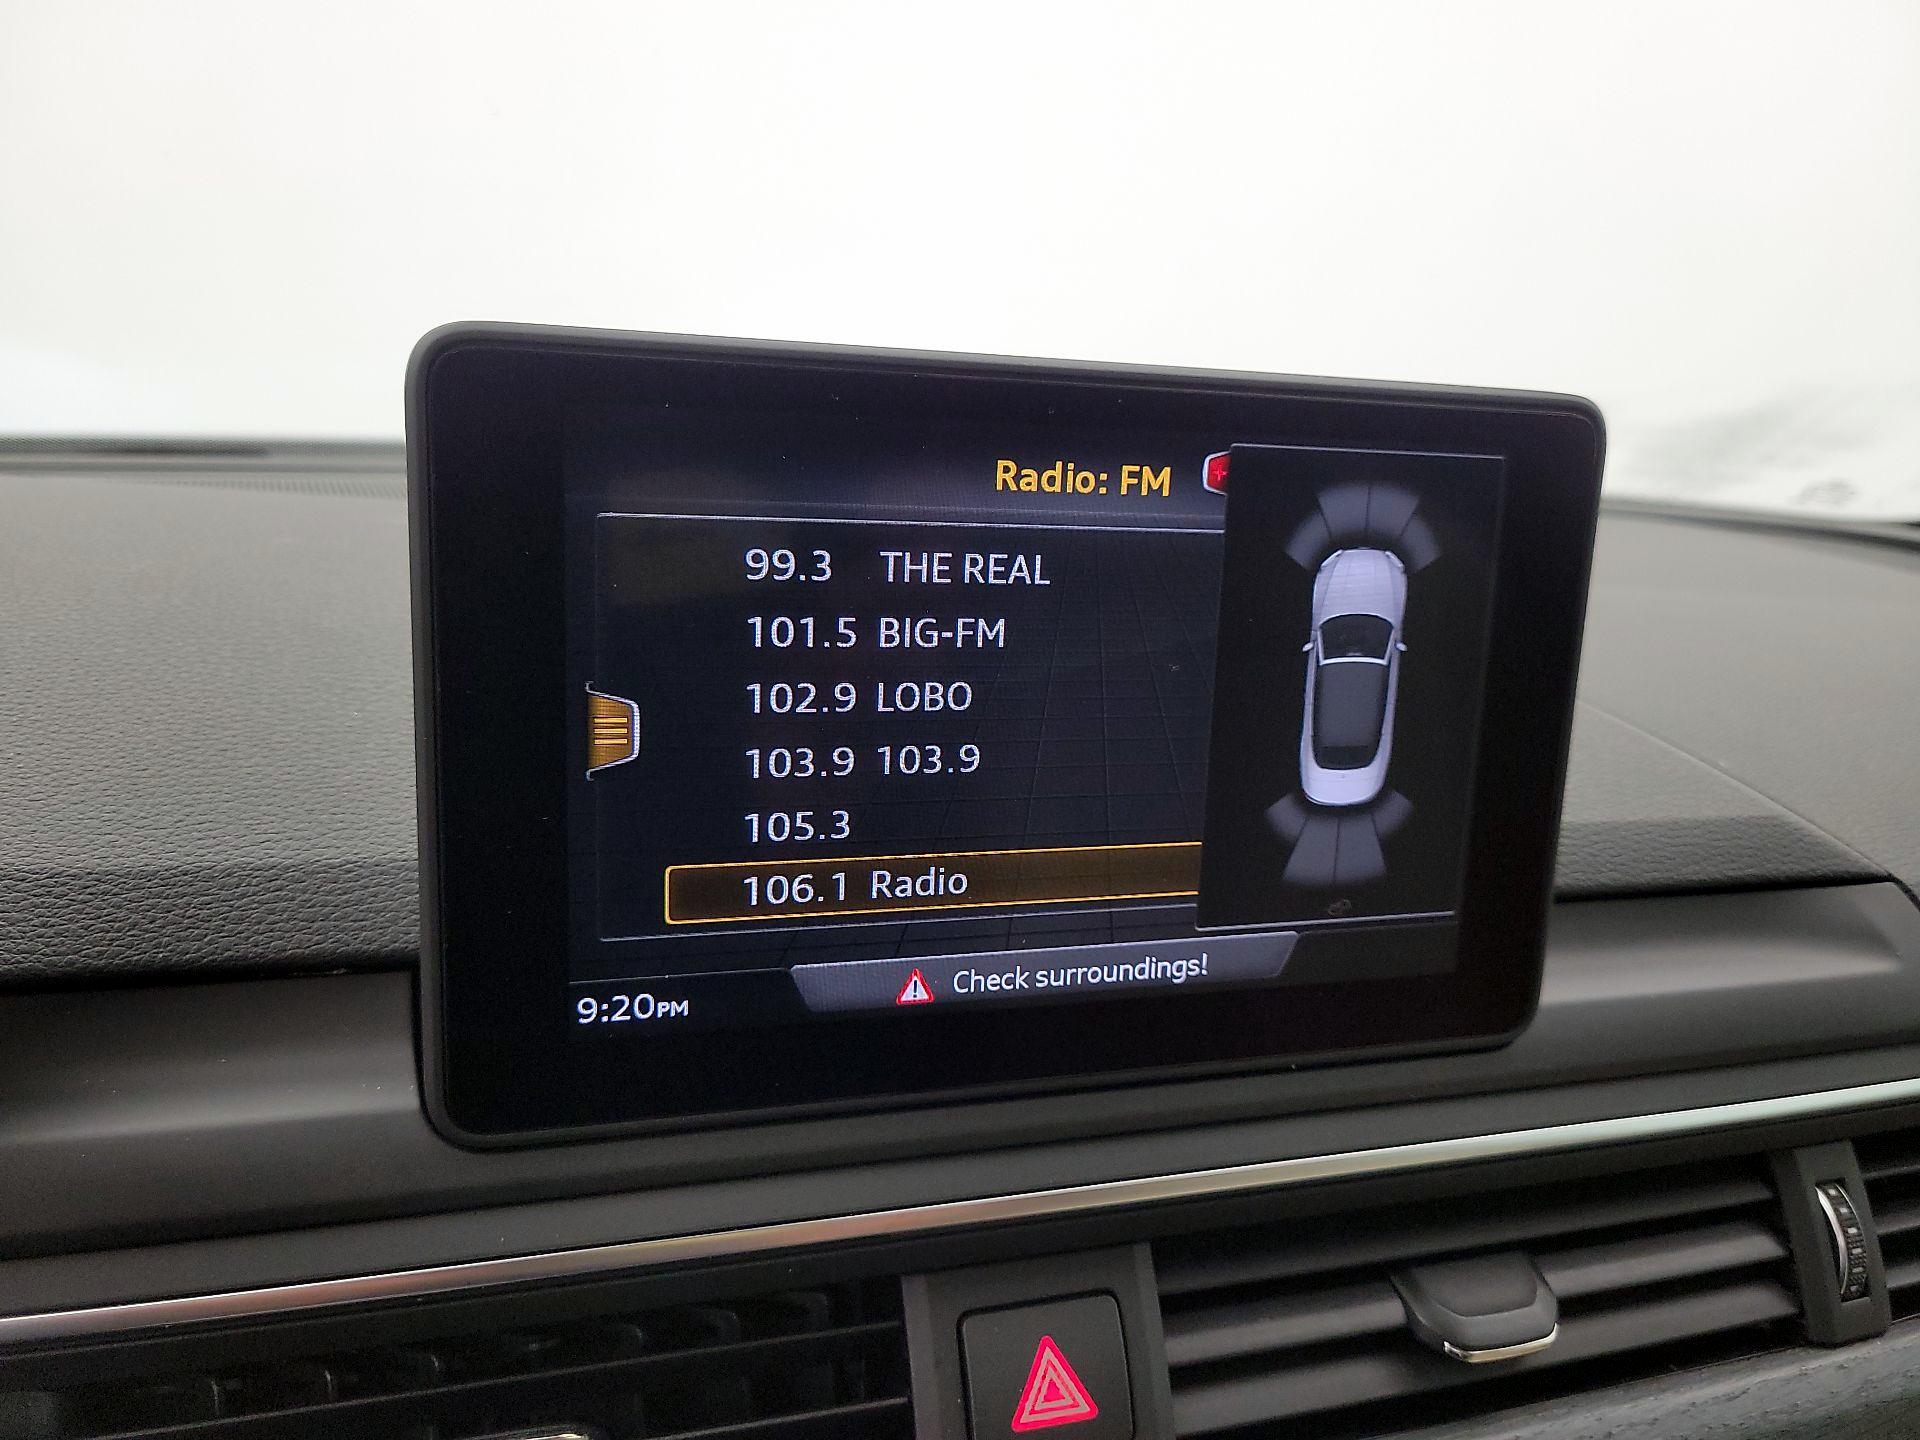 Radio: FM
99.3 THE REAL
101.5 BIG-FM
102.9 LOBO
103.9 103.9
105.3
106.1 Radio
Check surroundings!
9:20PM